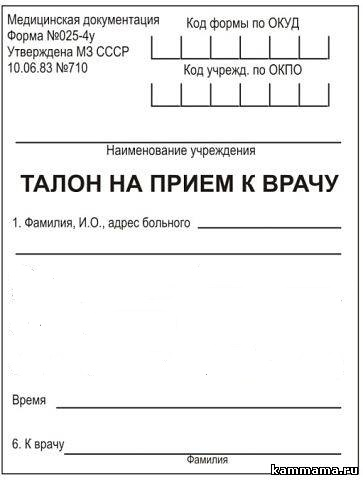 Медицинская документация
Форма №025-4у
Утверждена МЗ СССР
10.06.83 №710
Код формы по ОКУД
Код учрежд. по ОКПО
Наименование учреждения
ТАЛОН НА ПРИЕМ К ВРАЧУ
1. Фамилия, И.О., адрес больного
Время
6. К врачу
Фамилия
kammama.ru